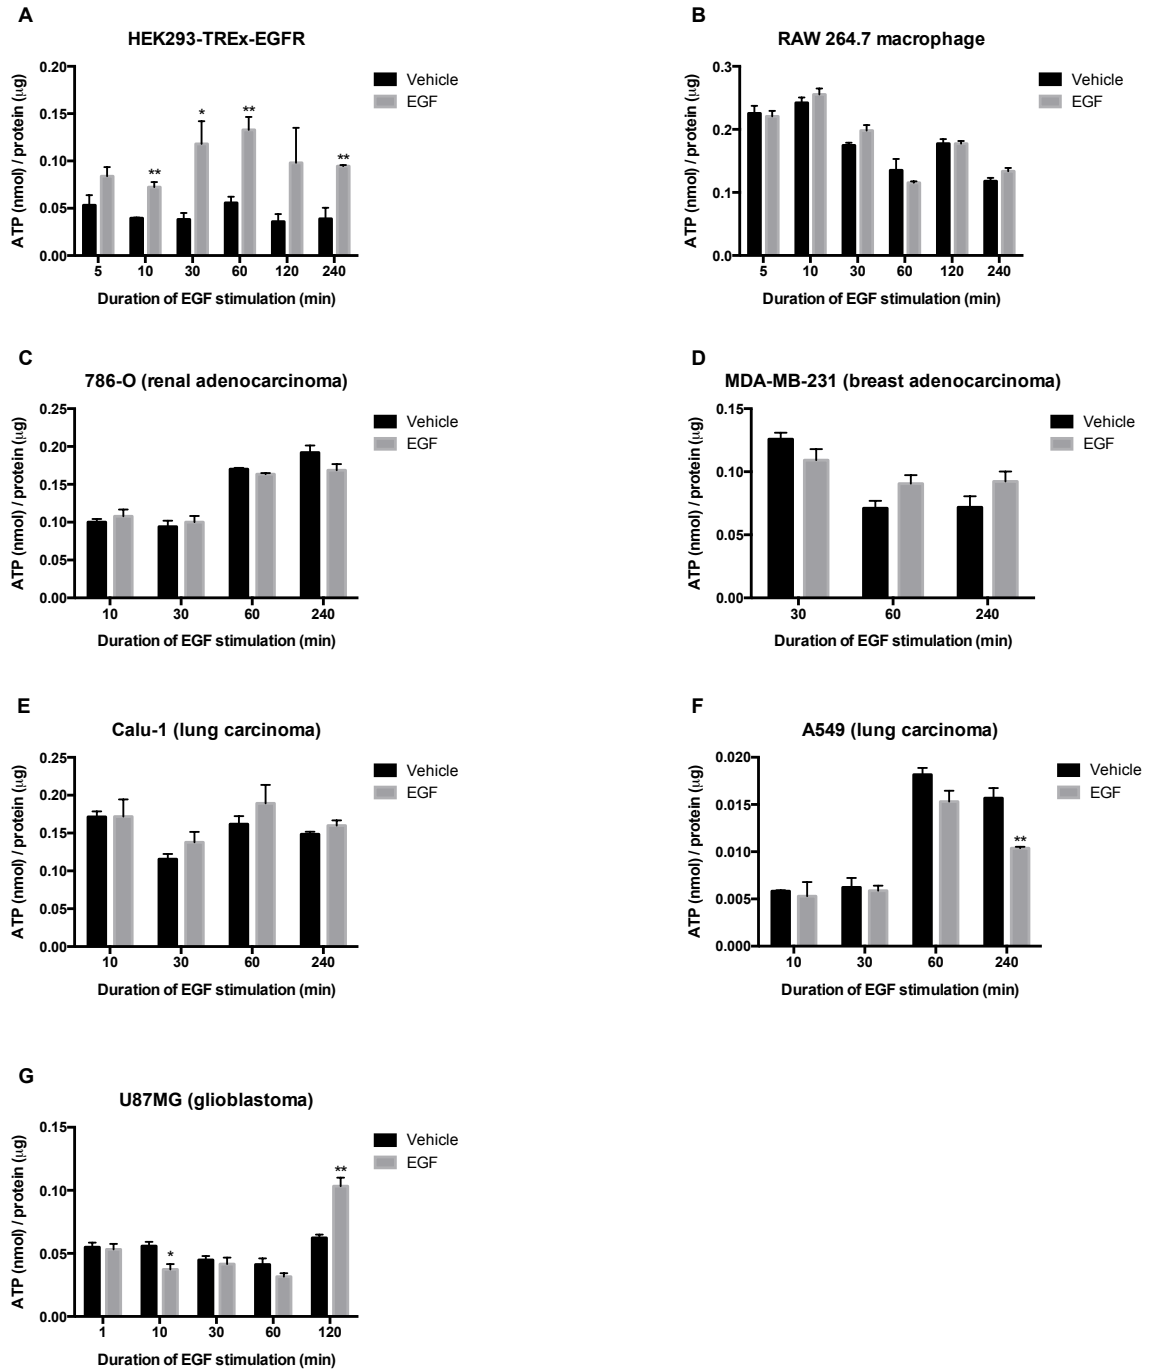 A
HEK293-TREx-EGFR
ATP (nmol) / protein (μg)
0.20
0.15
0.10
0.05
0.00
* ** ** **
5 10 30 60 120 240
Duration of EGF stimulation (min)
Vehicle
EGF
B
RAW 264.7 macrophage
ATP (nmol) / protein (μg)
0.3
0.2
0.1
0.0
5 10 30 60 120 240
Duration of EGF stimulation (min)
Vehicle
EGF
C
786-O (renal adenocarcinoma)
ATP (nmol) / protein (μg)
0.25
0.20
0.15
0.10
0.05
0.00
10 30 60 240
Duration of EGF stimulation (min)
Vehicle
EGF
D
MDA-MB-231 (breast adenocarcinoma)
ATP (nmol) / protein (μg)
0.15
0.10
0.05
0.00
30 60 240
Duration of EGF stimulation (min)
Vehicle
EGF
E
Calu-1 (lung carcinoma)
ATP (nmol) / protein (μg)
0.25
0.20
0.15
0.10
0.05
0.00
10 30 60 240
Duration of EGF stimulation (min)
Vehicle
EGF
F
A549 (lung carcinoma)
ATP (nmol) / protein (μg)
0.020
0.015
0.010
0.005
0.000
**
10 30 60 240
Duration of EGF stimulation (min)
Vehicle
EGF
G
U87MG (glioblastoma)
ATP (nmol) / protein (μg)
0.15
0.10
0.05
0.00
* **
1 10 30 60 120
Duration of EGF stimulation (min)
Vehicle
EGF